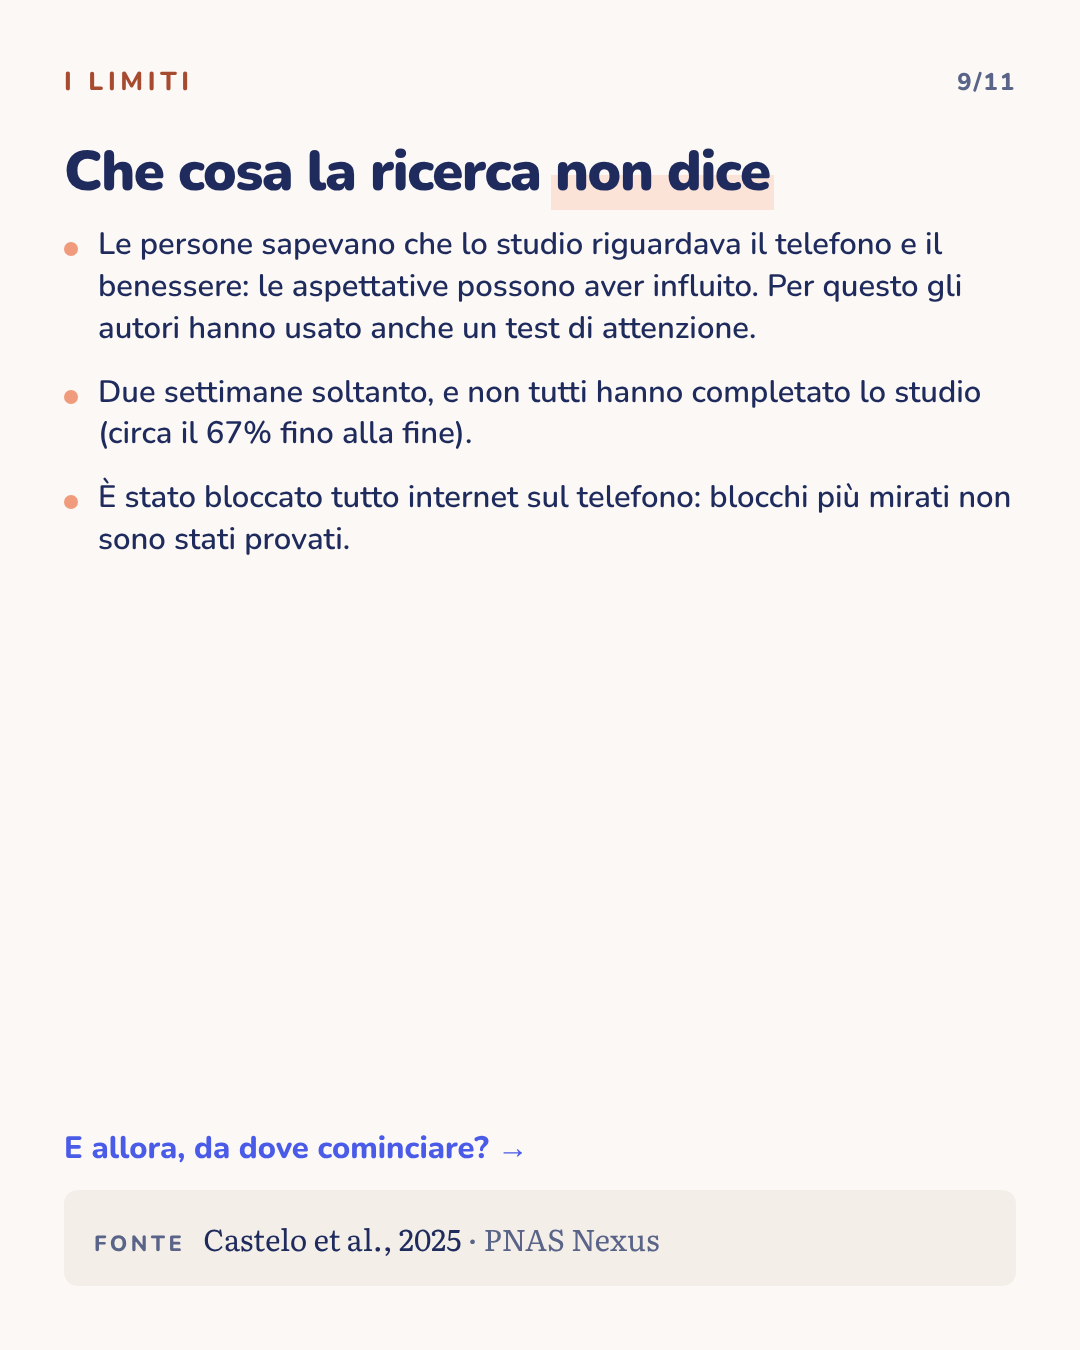 I LIMITI
9/11
Che cosa la ricerca non dice
Le persone sapevano che lo studio riguardava il telefono e il
benessere: le aspettative possono aver influito. Per questo gli
autori hanno usato anche un test di attenzione.
Due settimane soltanto, e non tutti hanno completato lo studio
(circa il 67% fino alla fine).
È stato bloccato tutto internet sul telefono: blocchi più mirati non
sono stati provati.
E allora, da dove cominciare? →
FONTE Castelo et al., 2025 · PNAS Nexus